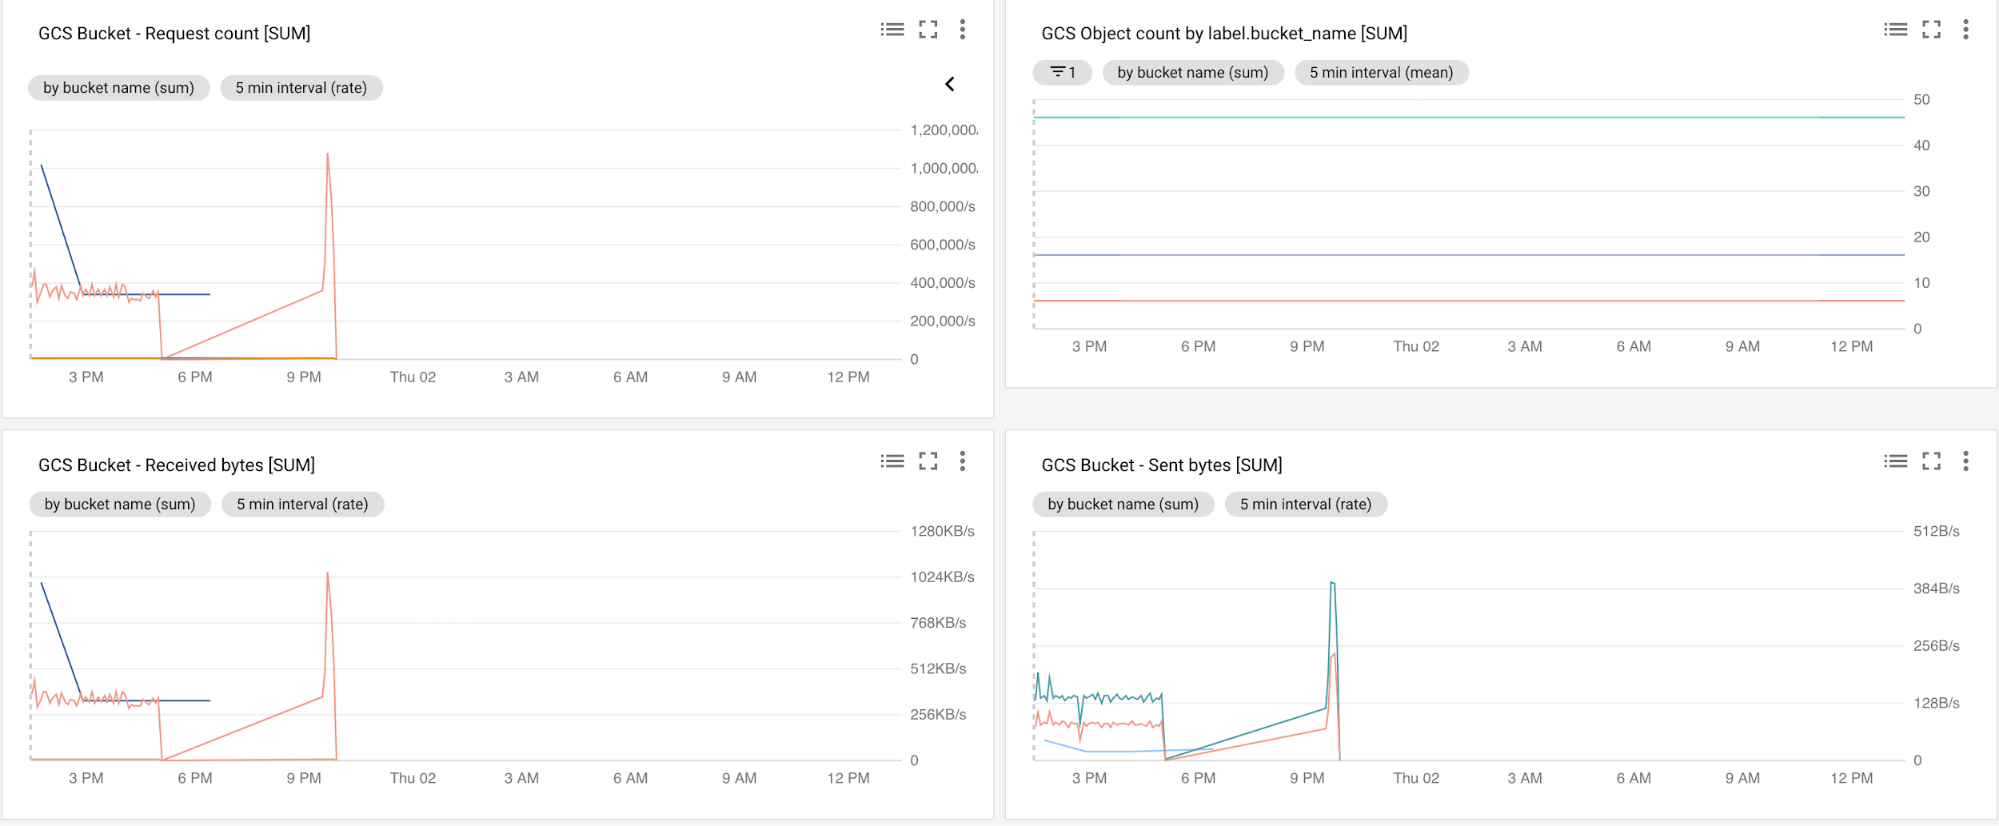 GCS Bucket - Request count [SUM]
by bucket name (sum) 5 min interval (rate)
1,200,000/
1,000,000/
800,000/s
600,000/s
400,000/s
200,000/s
0
3 PM 6 PM 9 PM Thu 02 3 AM 6 AM 9 AM 12 PM
GCS Object count by label.bucket_name [SUM]
1 by bucket name (sum) 5 min interval (mean)
50
40
30
20
10
0
3 PM 6 PM 9 PM Thu 02 3 AM 6 AM 9 AM 12 PM
GCS Bucket - Received bytes [SUM]
by bucket name (sum) 5 min interval (rate)
1280KB/s
1024KB/s
768KB/s
512KB/s
256KB/s
0
3 PM 6 PM 9 PM Thu 02 3 AM 6 AM 9 AM 12 PM
GCS Bucket - Sent bytes [SUM]
by bucket name (sum) 5 min interval (rate)
512B/s
384B/s
256B/s
128B/s
0
3 PM 6 PM 9 PM Thu 02 3 AM 6 AM 9 AM 12 PM